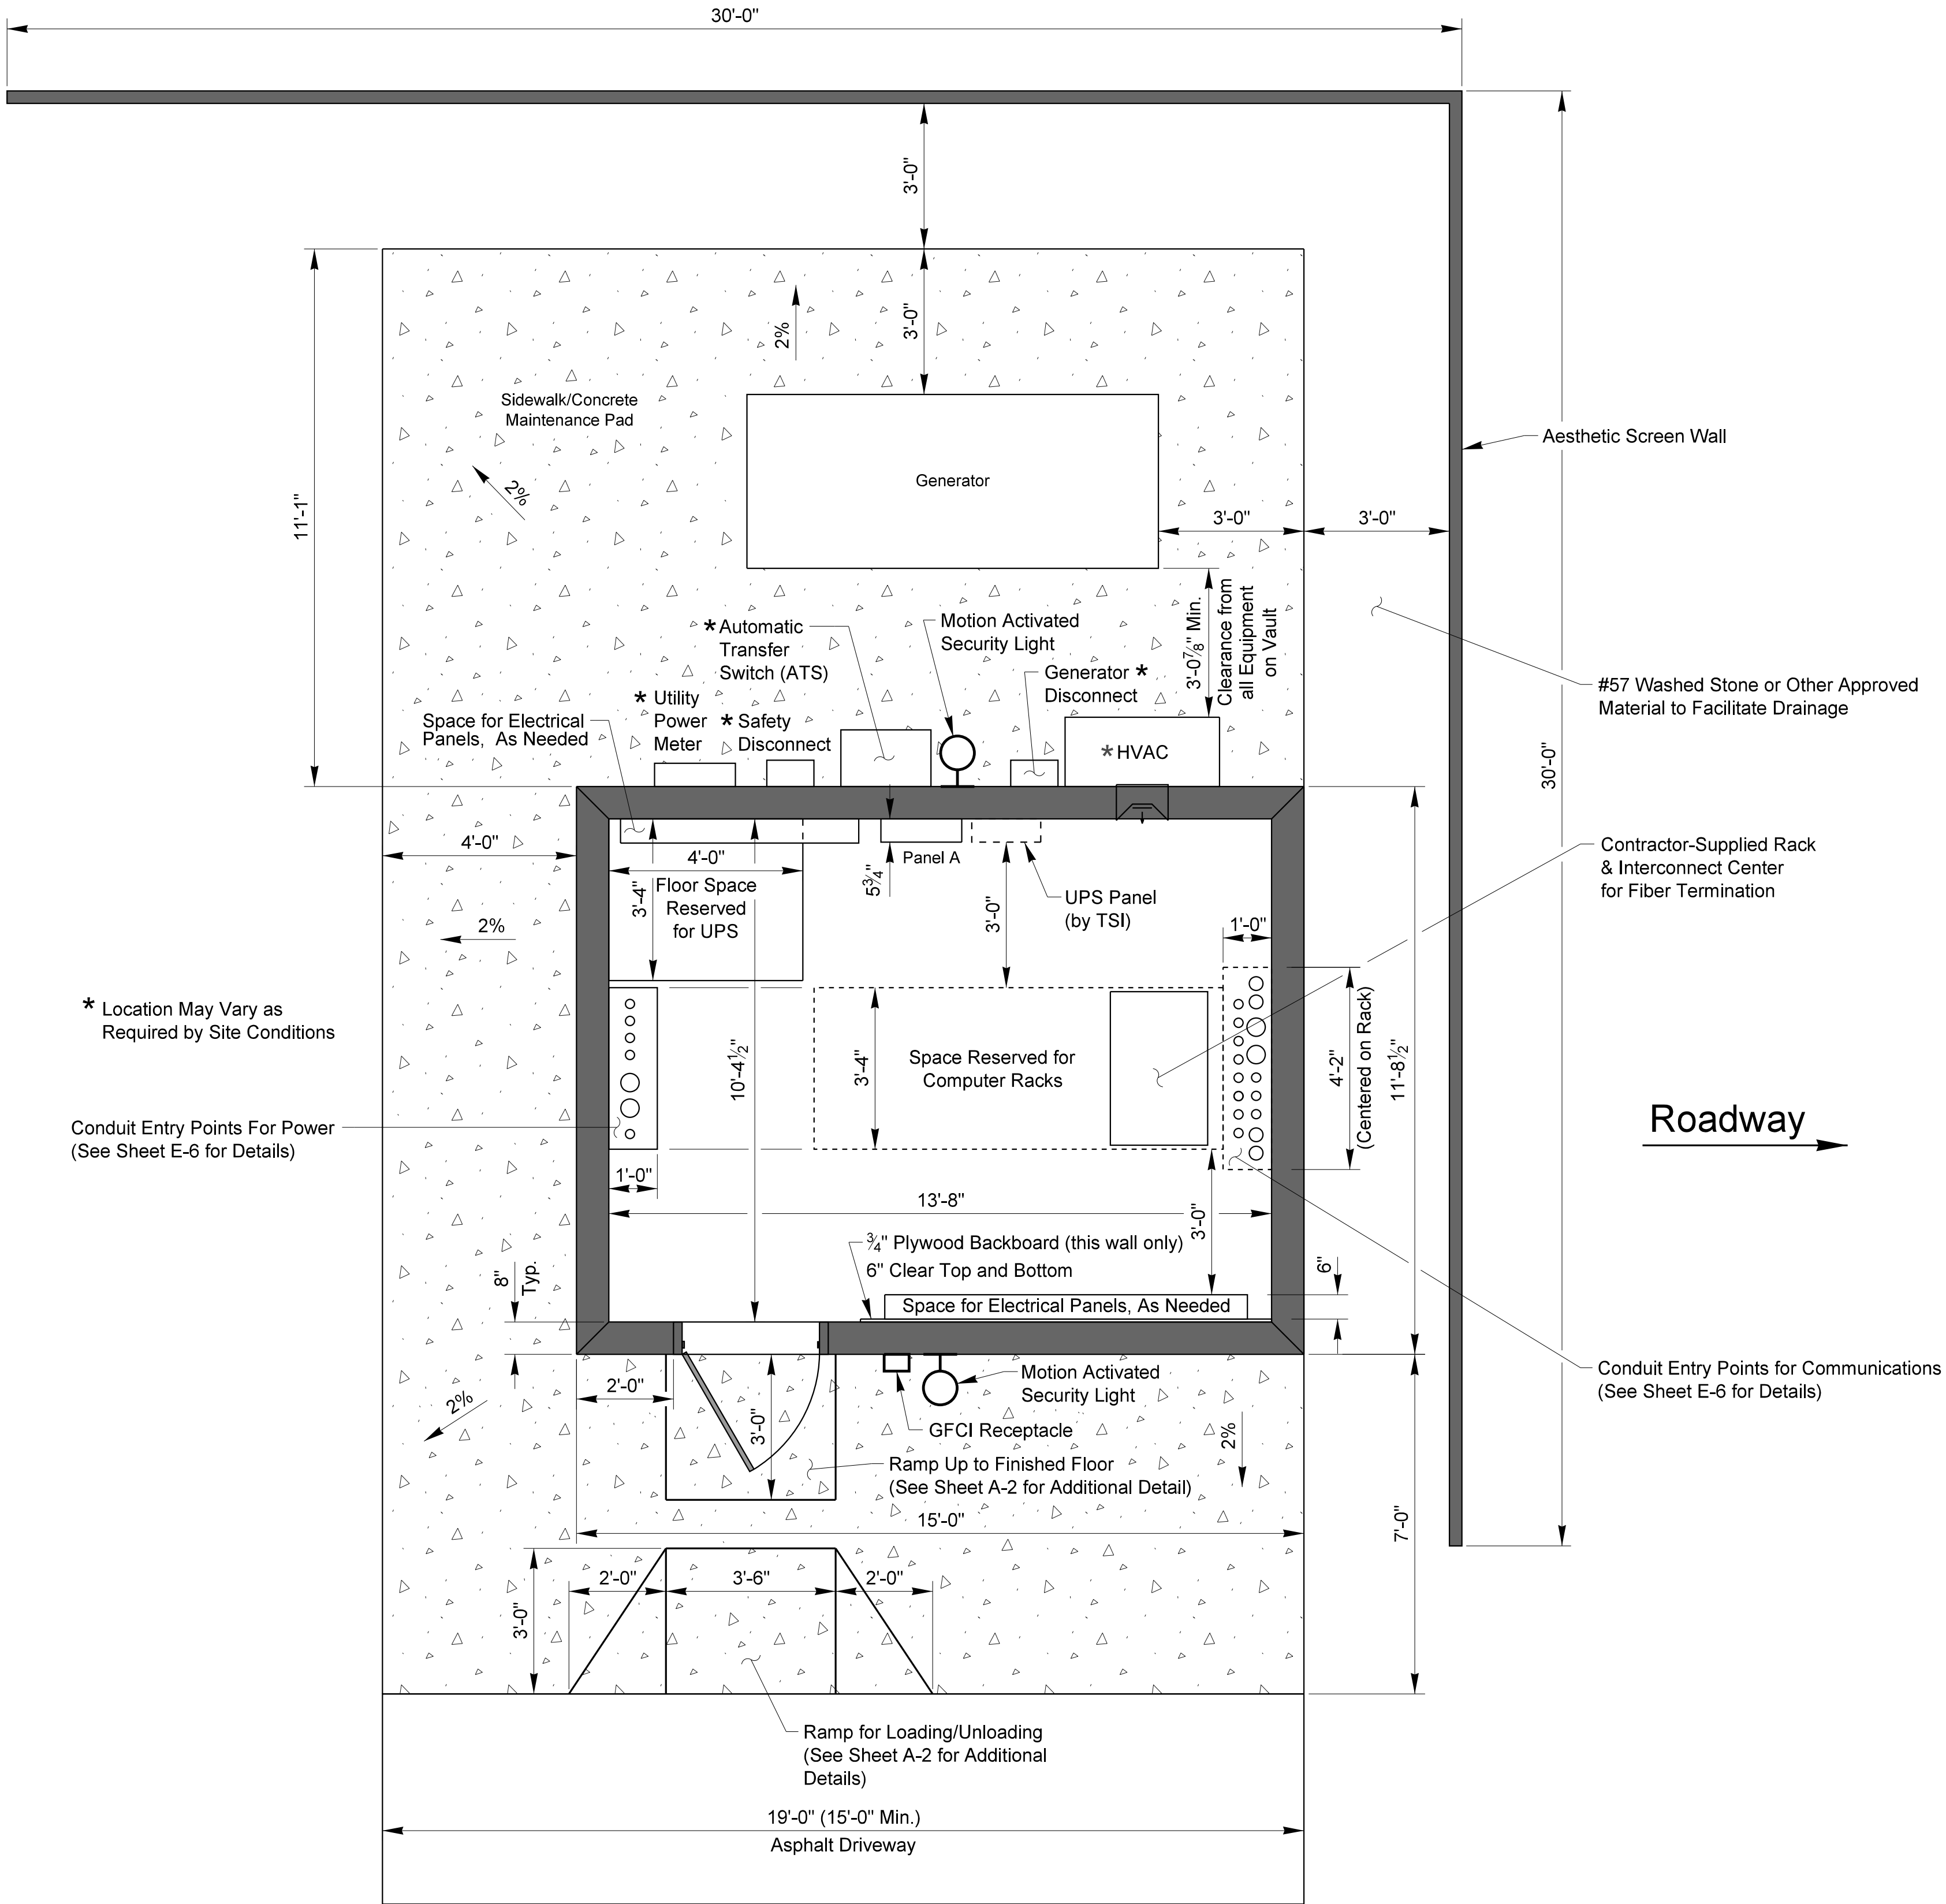 30'-0"
3'-0"
11'-1"
2%
3'-0"
Sidewalk/Concrete
Maintenance Pad
2%
Generator
3'-0"
3'-0"
Aesthetic Screen Wall
30'-0"
3'-0⅞" Min.
Clearance from
all Equipment
on Vault
* Automatic
Transfer
Switch (ATS)
Motion Activated
Security Light
Generator *
Disconnect
#57 Washed Stone or Other Approved
Material to Facilitate Drainage
* Utility
Power
Meter
* Safety
Disconnect
Space for Electrical
Panels, As Needed
* HVAC
4'-0"
4'-0"
3'-4"
Floor Space
Reserved
for UPS
Panel A
5¾"
3'-0"
UPS Panel
(by TSI)
1'-0"
Contractor-Supplied Rack
& Interconnect Center
for Fiber Termination
2%
* Location May Vary as
Required by Site Conditions
10'-4½"
3'-4"
Space Reserved for
Computer Racks
4'-2"
(Centered on Rack)
11'-8½"
Roadway
Conduit Entry Points For Power
(See Sheet E-6 for Details)
1'-0"
13'-8"
3'-0"
8"
Typ.
¾" Plywood Backboard (this wall only)
6" Clear Top and Bottom
6"
Space for Electrical Panels, As Needed
Conduit Entry Points for Communications
(See Sheet E-6 for Details)
2'-0"
2%
3'-0"
Motion Activated
Security Light
GFCI Receptacle
2%
Ramp Up to Finished Floor
(See Sheet A-2 for Additional Detail)
15'-0"
7'-0"
3'-0"
2'-0"
3'-6"
2'-0"
Ramp for Loading/Unloading
(See Sheet A-2 for Additional
Details)
19'-0" (15'-0" Min.)
Asphalt Driveway